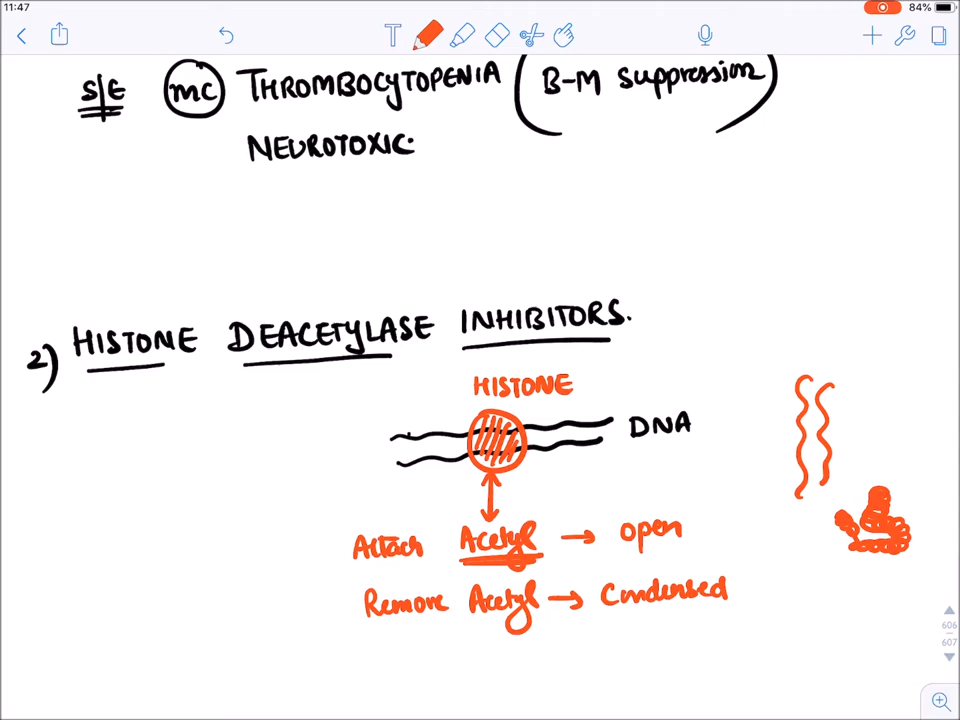 11:47
84%
T
S/E mc THROMBOCYTOPENIA (B-M suppression)
NEUROTOXIC.
2) HISTONE DEACETYLASE INHIBITORS.
HISTONE
DNA
Attach Acetyl → open
Remove Acetyl → Condensed
606
607